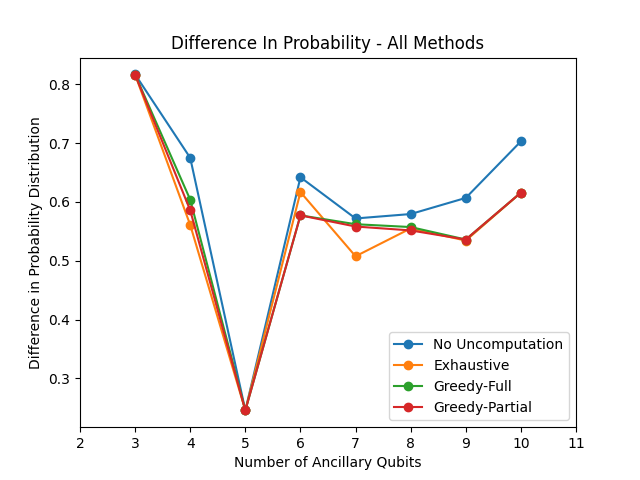 Difference In Probability - All Methods
Difference in Probability Distribution
0.8
0.7
0.6
0.5
0.4
0.3
2 3 4 5 6 7 8 9 10 11
Number of Ancillary Qubits
No Uncomputation
Exhaustive
Greedy-Full
Greedy-Partial